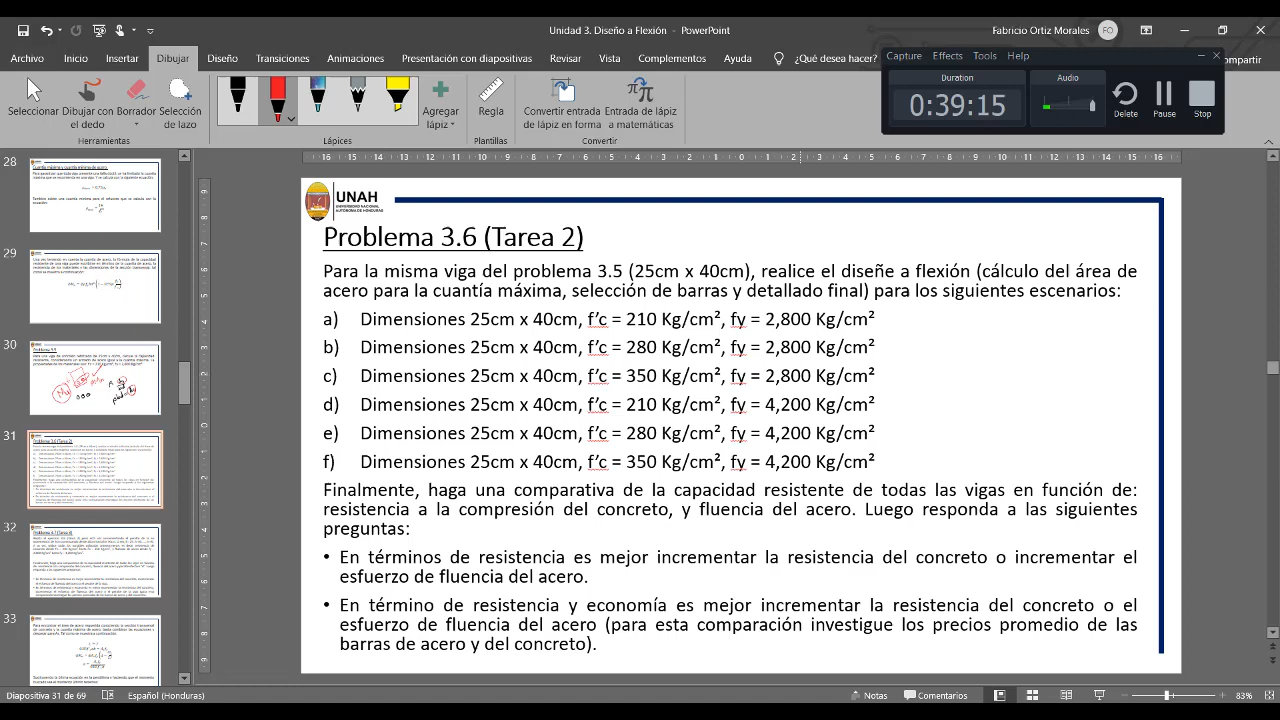 Unidad 3. Diseño a Flexión - PowerPoint
Fabricio Ortiz Morales
FO
Archivo
Inicio
Insertar
Dibujar
Diseño
Transiciones
Animaciones
Presentación con diapositivas
Revisar
Vista
Complementos
Ayuda
¿Qué desea hacer?
Compartir
Capture
Effects
Tools
Help
Duration
0:39:15
Audio
Delete
Pause
Stop
Seleccionar
Dibujar con el dedo
Borrador
Selección de lazo
Agregar lápiz
Regla
Convertir entrada de lápiz en forma
Entrada de lápiz a matemáticas
Herramientas
Lápices
Plantillas
Convertir
28
29
30
31
32
33
UNAH
UNIVERSIDAD NACIONAL
AUTÓNOMA DE HONDURAS
Problema 3.6 (Tarea 2)
Para la misma viga del problema 3.5 (25cm x 40cm), realice el diseñe a flexión (cálculo del área de
acero para la cuantía máxima, selección de barras y detallado final) para los siguientes escenarios:
a) Dimensiones 25cm x 40cm, f'c = 210 Kg/cm², fy = 2,800 Kg/cm²
b) Dimensiones 25cm x 40cm, f'c = 280 Kg/cm², fy = 2,800 Kg/cm²
c) Dimensiones 25cm x 40cm, f'c = 350 Kg/cm², fy = 2,800 Kg/cm²
d) Dimensiones 25cm x 40cm, f'c = 210 Kg/cm², fy = 4,200 Kg/cm²
e) Dimensiones 25cm x 40cm, f'c = 280 Kg/cm², fy = 4,200 Kg/cm²
f) Dimensiones 25cm x 40cm, f'c = 350 Kg/cm², fy = 4,200 Kg/cm²
Finalmente, haga una comparativa de la capacidad resistente de todas las vigas en función de:
resistencia a la compresión del concreto, y fluencia del acero. Luego responda a las siguientes
preguntas:
• En términos de resistencia es mejor incrementar la resistencia del concreto o incrementar el
esfuerzo de fluencia del acero.
• En término de resistencia y economía es mejor incrementar la resistencia del concreto o el
esfuerzo de fluencia del acero (para esta comparación investigue los precios promedio de las
barras de acero y del concreto).
Diapositiva 31 de 69
Español (Honduras)
Notas
Comentarios
83%